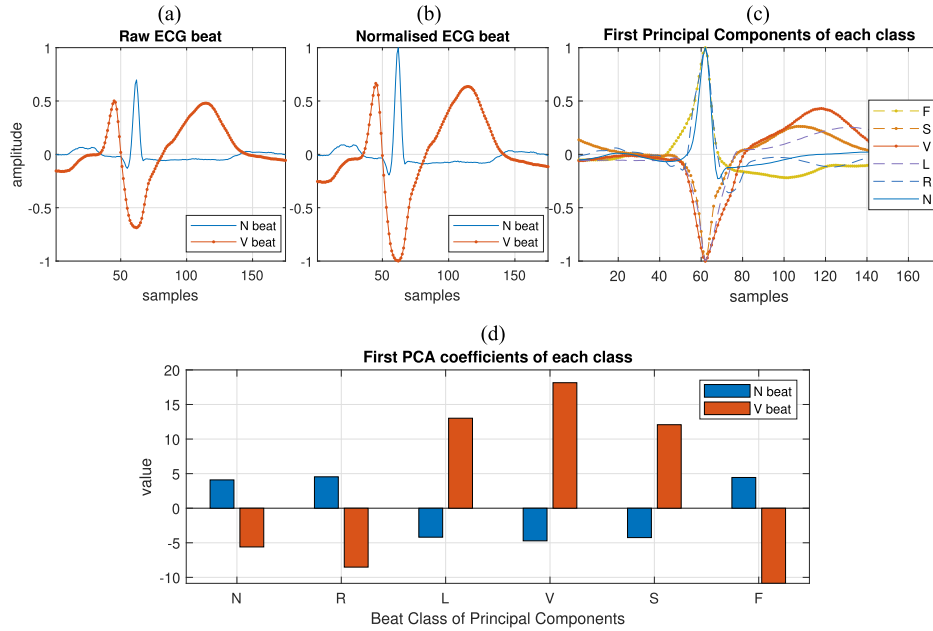 (a)
Raw ECG beat
1
0.5
0
-0.5
-1
amplitude
50
100
150
samples
N beat
V beat
(b)
Normalised ECG beat
1
0.5
0
-0.5
-1
50
100
150
samples
N beat
V beat
(c)
First Principal Components of each class
1
0.5
0
-0.5
-1
20
40
60
80
100
120
140
160
samples
F
S
V
L
R
N
(d)
First PCA coefficients of each class
20
15
10
5
0
-5
-10
value
N
R
L
V
S
F
Beat Class of Principal Components
N beat
V beat